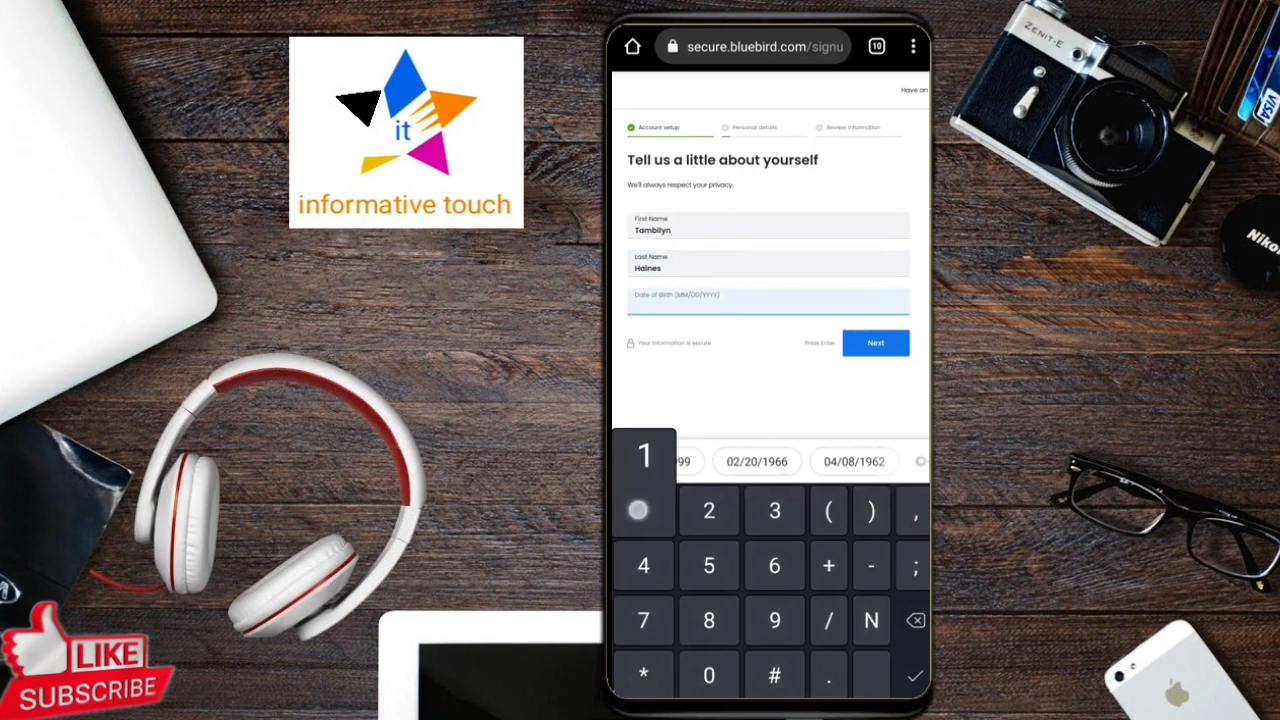 it
informative touch
LIKE
SUBSCRIBE
secure.bluebird.com/signu
10
Have an
Account setup
Personal details
Review information
Tell us a little about yourself
We'll always respect your privacy.
First Name
Tambilyn
Last Name
Haines
Date of Birth (MM/DD/YYYY)
Your information is secure.
Press Enter
Next
1
999
02/20/1966
04/08/1962
2
3
(
)
,
4
5
6
+
-
;
7
8
9
/
N
*
0
#
.
ZENIT-E
VISA
Nikon